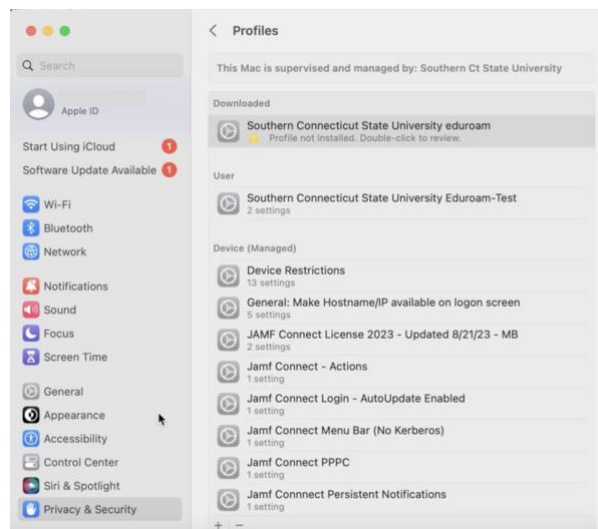 Profiles
Search
This Mac is supervised and managed by: Southern Ct State University
Apple ID
Start Using iCloud 1
Software Update Available 1
Wi-Fi
Bluetooth
Network
Notifications
Sound
Focus
Screen Time
General
Appearance
Accessibility
Control Center
Siri & Spotlight
Privacy & Security
Downloaded
Southern Connecticut State University eduroam
Profile not installed. Double-click to review.
User
Southern Connecticut State University Eduroam-Test
2 settings
Device (Managed)
Device Restrictions
13 settings
General: Make Hostname/IP available on logon screen
5 settings
JAMF Connect License 2023 - Updated 8/21/23 - MB
2 settings
Jamf Connect - Actions
1 setting
Jamf Connect Login - AutoUpdate Enabled
1 setting
Jamf Connect Menu Bar (No Kerberos)
1 setting
Jamf Connect PPPC
1 setting
Jamf Connnect Persistent Notifications
1 setting
+ −